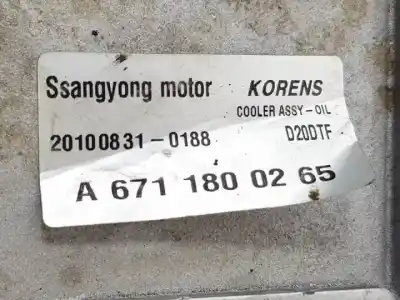 Ssangyong motor KORENS
COOLER ASSY-OIL
20100831-0188 D20DTF
A 671 180 02 65